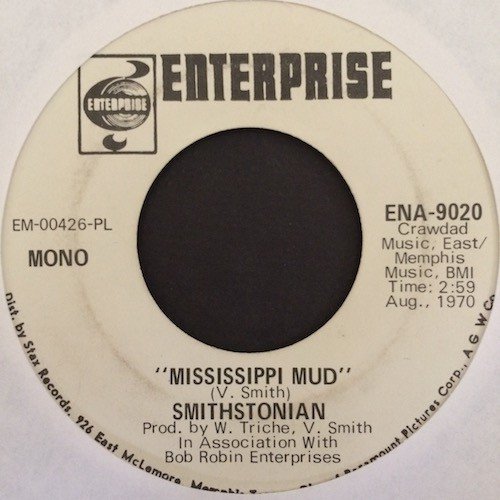 ENTERPRISE
ENTERPRISE
EM-00426-PL
MONO
ENA-9020
Crawdad
Music, East/
Memphis
Music, BMI
Time: 2:59
Aug., 1970
"MISSISSIPPI MUD"
(V. Smith)
SMITHSTONIAN
Prod. by W. Triche, V. Smith
In Association With
Bob Robin Enterprises
Dist. by Stax Records, 926 East McLemore, Memphis, Paramount Pictures Corp., A G W Co